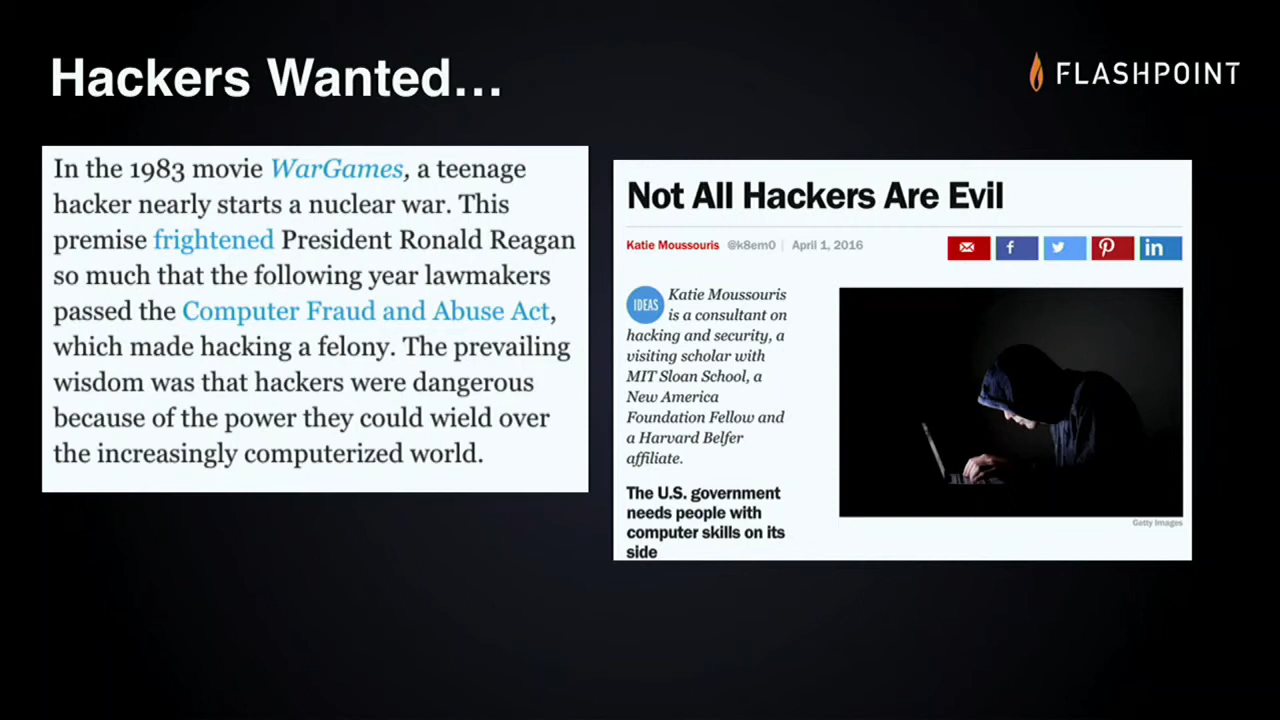 Hackers Wanted...
FLASHPOINT
In the 1983 movie WarGames, a teenage
hacker nearly starts a nuclear war. This
premise frightened President Ronald Reagan
so much that the following year lawmakers
passed the Computer Fraud and Abuse Act,
which made hacking a felony. The prevailing
wisdom was that hackers were dangerous
because of the power they could wield over
the increasingly computerized world.
Not All Hackers Are Evil
Katie Moussouris @k8em0 | April 1, 2016
IDEAS
Katie Moussouris
is a consultant on
hacking and security, a
visiting scholar with
MIT Sloan School, a
New America
Foundation Fellow and
a Harvard Belfer
affiliate.
The U.S. government
needs people with
computer skills on its
side
Getty Images